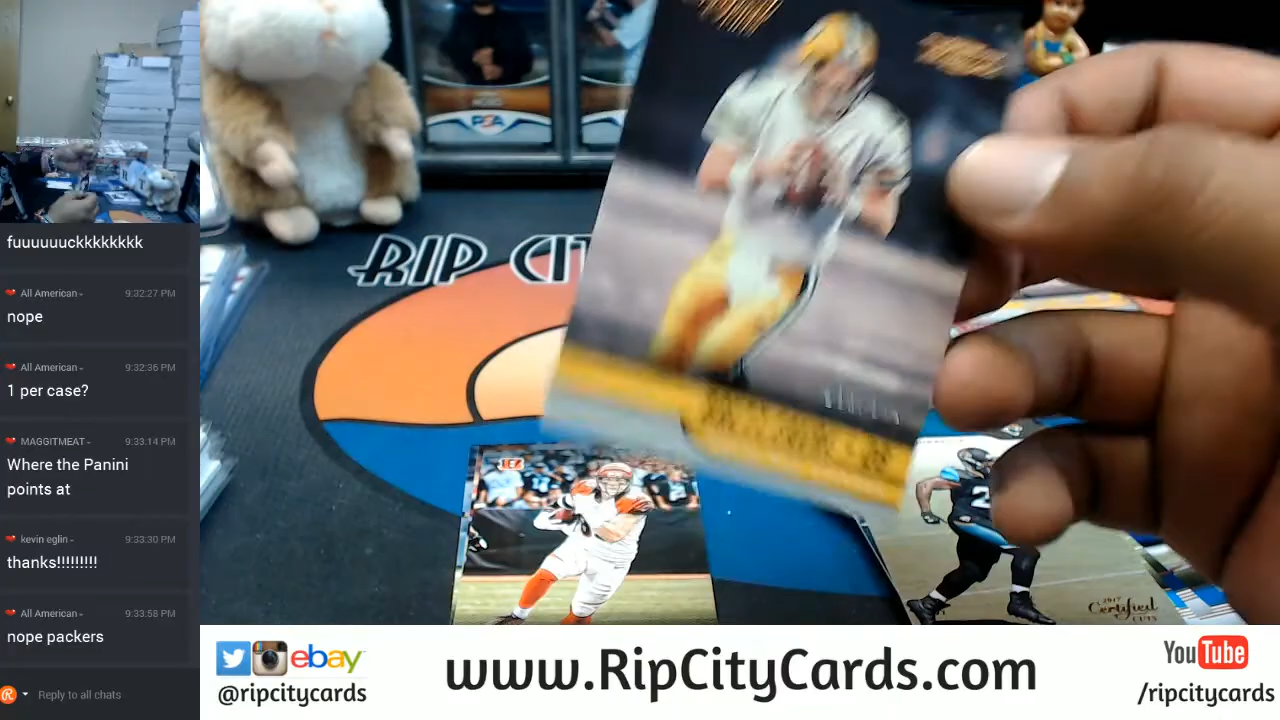 fuuuuuuckkkkkkkk
All American
9:32:27 PM
nope
All American
9:32:36 PM
1 per case?
MAGGITMEAT
9:33:14 PM
Where the Panini
points at
kevin eglin
9:33:30 PM
thanks!!!!!!!!!
All American
9:33:58 PM
nope packers
Reply to all chats
PSA
RIP CIT
2017
Certified
CUTS
ebay
@ripcitycards
www.RipCityCards.com
YouTube
/ripcitycards